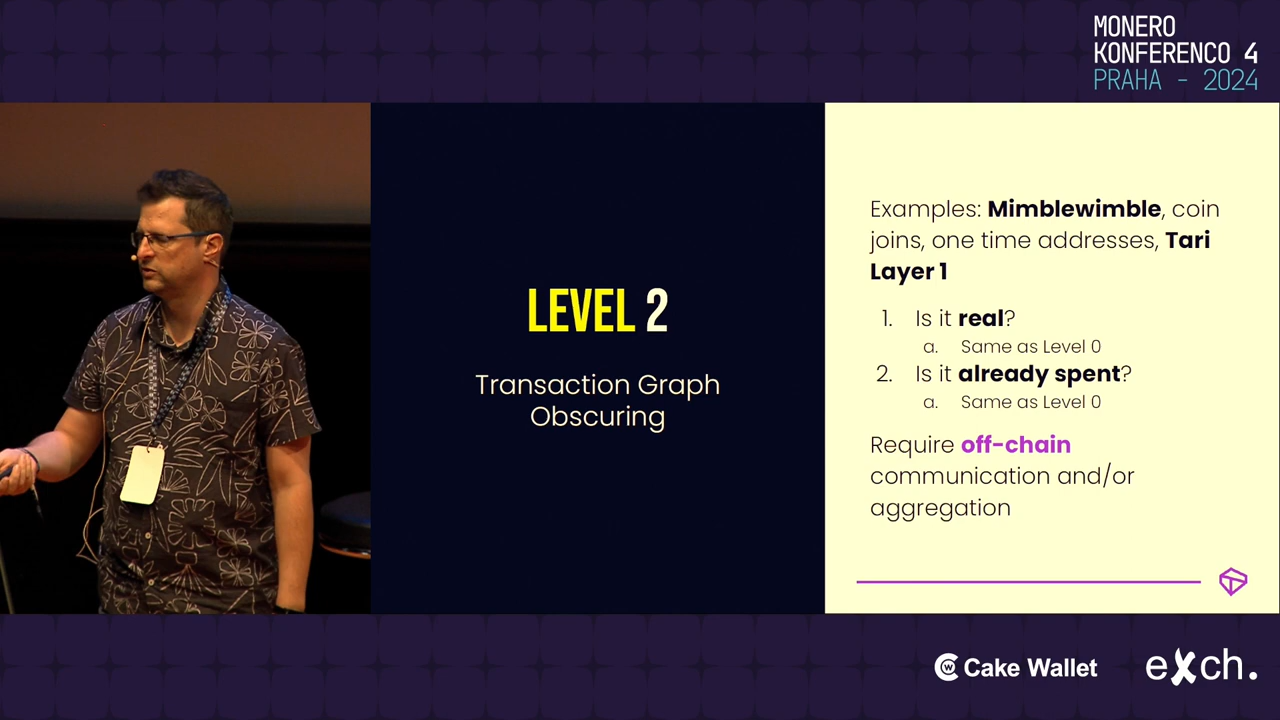 MONERO
KONFERENCO 4
PRAHA - 2024
LEVEL 2
Transaction Graph
Obscuring
Examples: Mimblewimble, coin
joins, one time addresses, Tari
Layer 1
1. Is it real?
a. Same as Level 0
2. Is it already spent?
a. Same as Level 0
Require off-chain
communication and/or
aggregation
Cake Wallet
eXch.